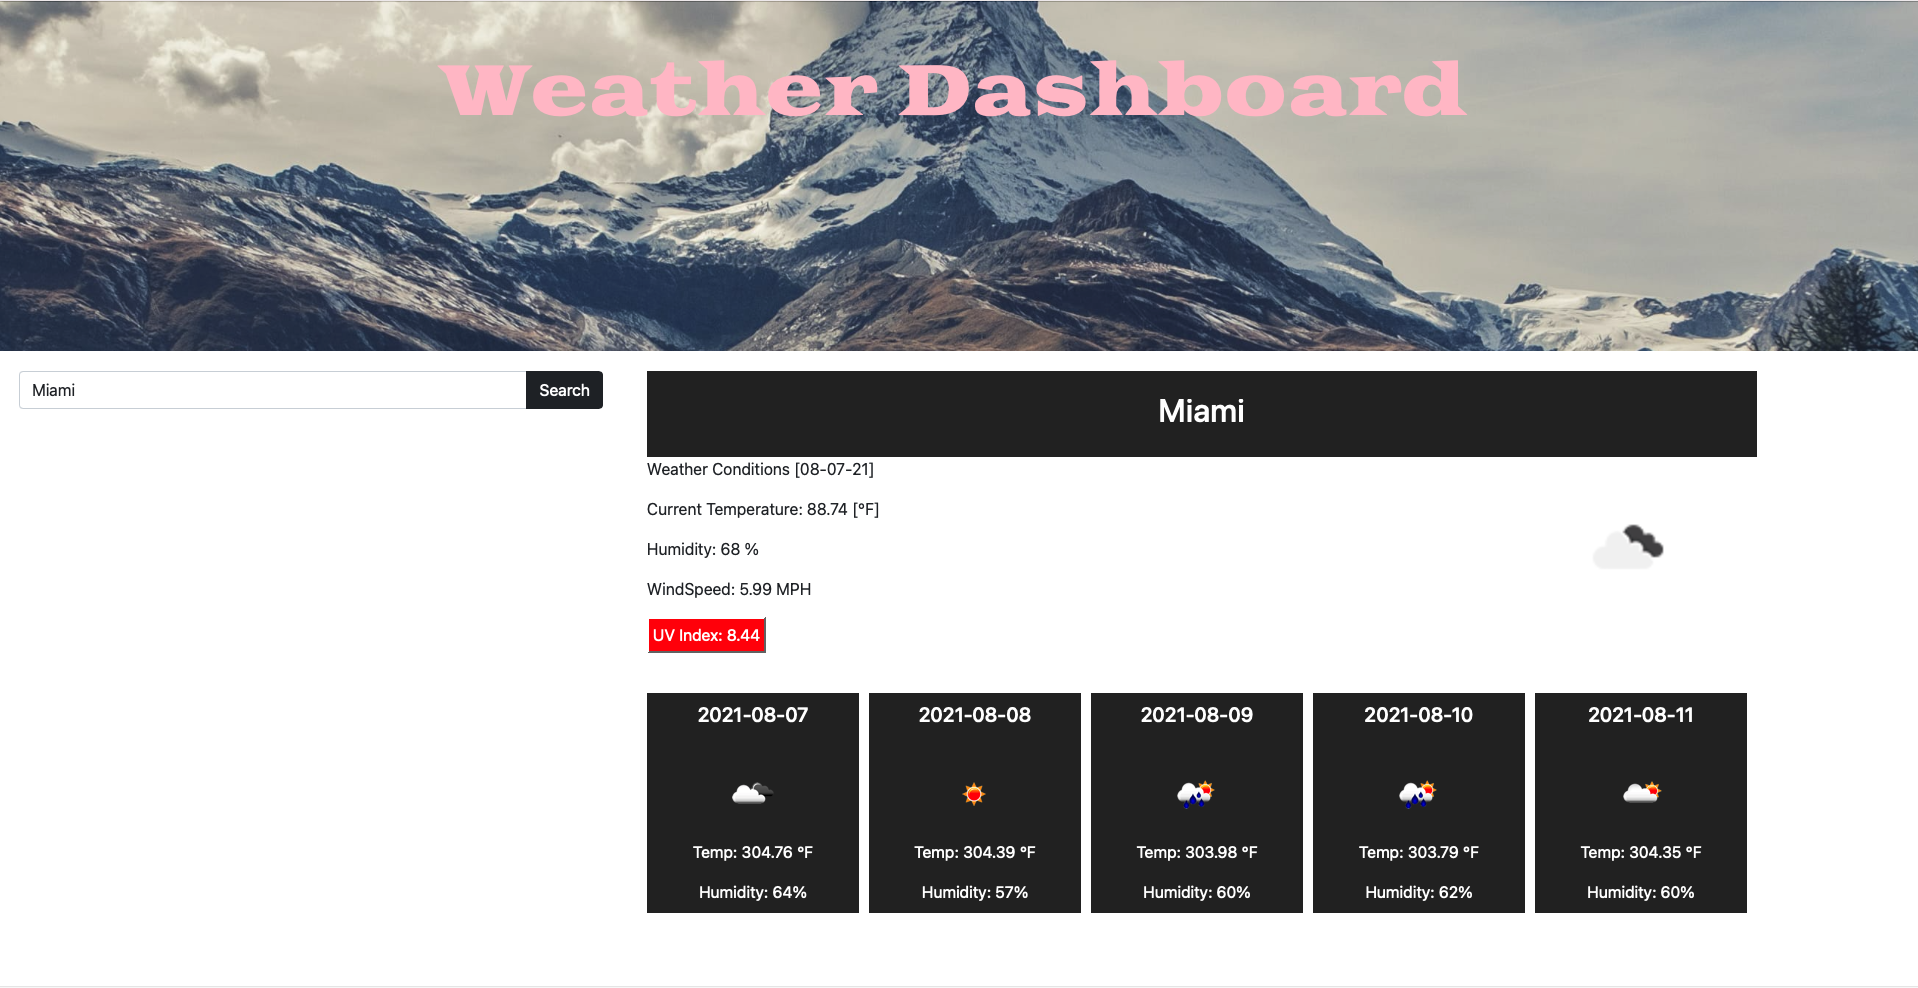 Weather Dashboard
Miami
Search
Miami
Weather Conditions [08-07-21]
Current Temperature: 88.74 [°F]
Humidity: 68 %
WindSpeed: 5.99 MPH
UV Index: 8.44
2021-08-07
Temp: 304.76 °F
Humidity: 64%
2021-08-08
Temp: 304.39 °F
Humidity: 57%
2021-08-09
Temp: 303.98 °F
Humidity: 60%
2021-08-10
Temp: 303.79 °F
Humidity: 62%
2021-08-11
Temp: 304.35 °F
Humidity: 60%